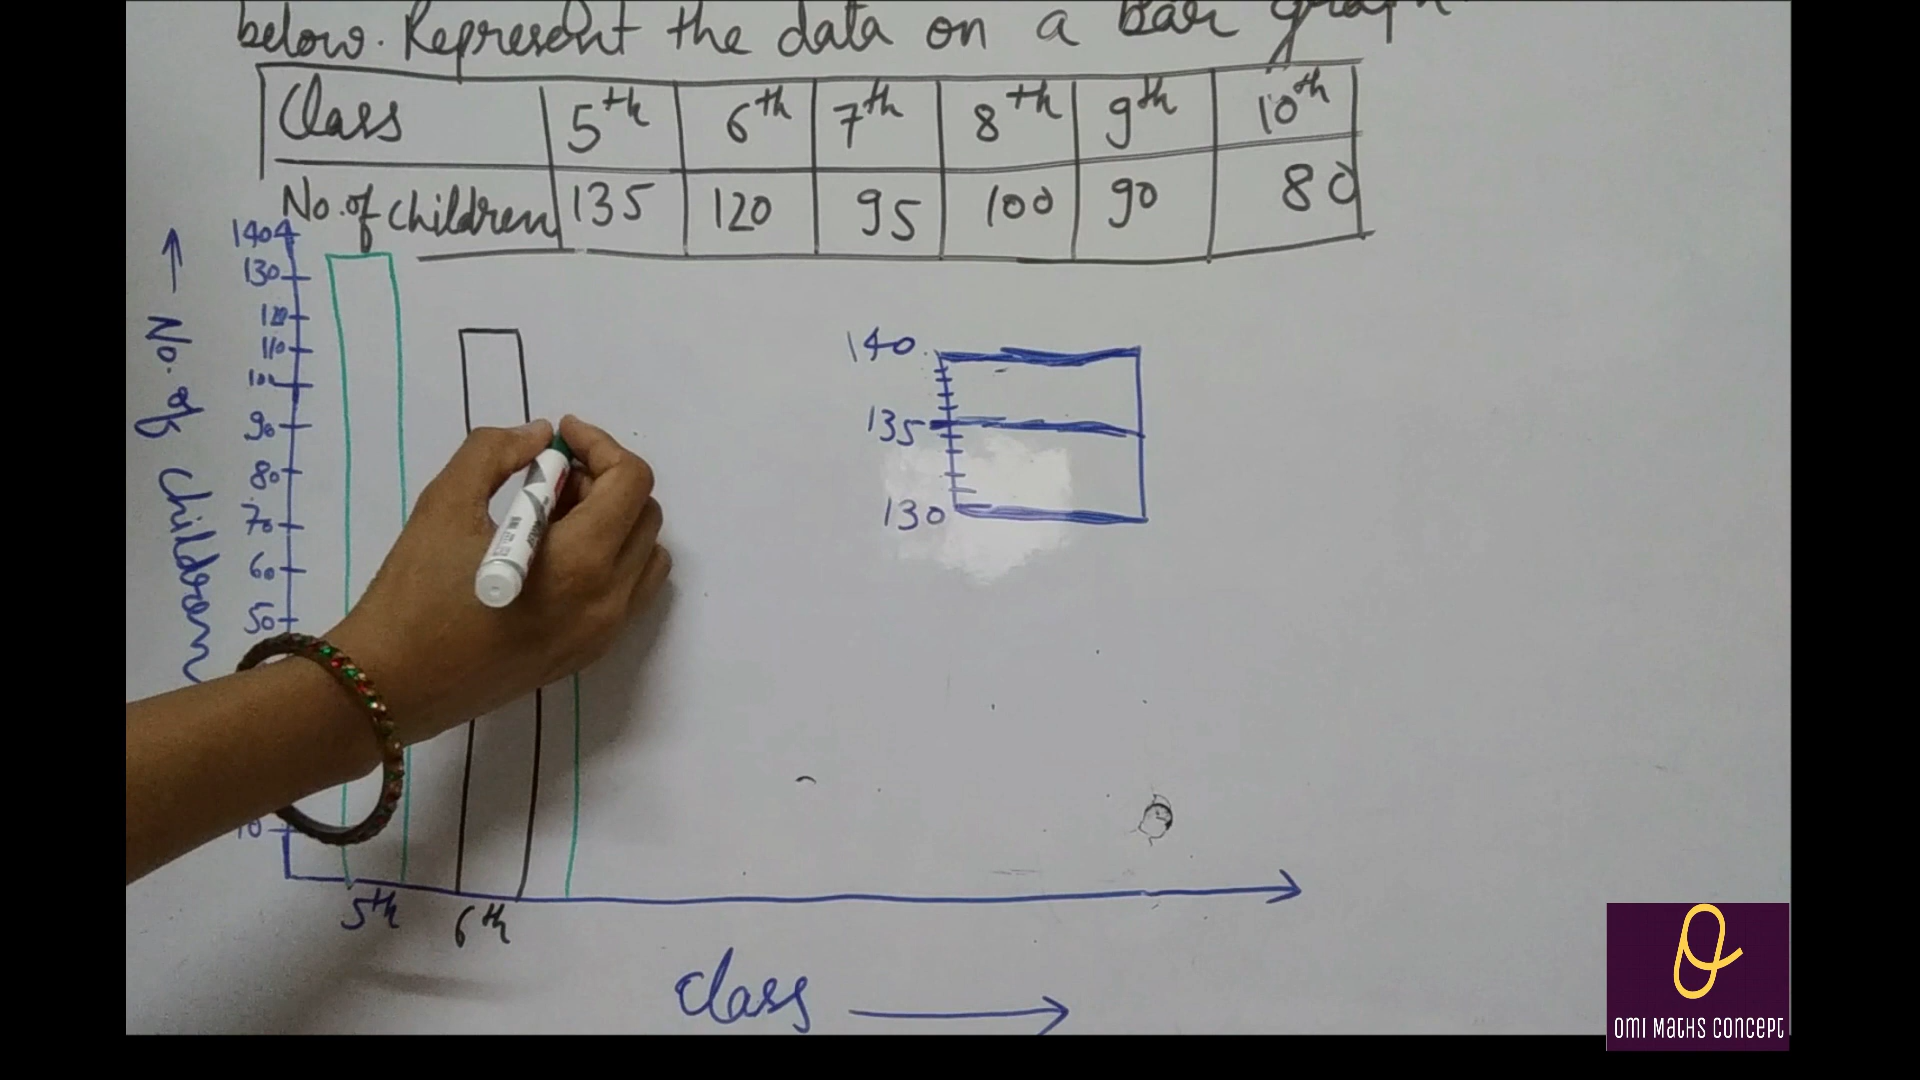 below. Represent the data on a Bar graph
Class 5th 6th 7th 8th 9th 10th
No. of children 135 120 95 100 90 80
140
130
120
110
100
90
80
70
60
50
10
No. of children
140
135
130
5th 6th
Class
OMI MATHS CONCEPT